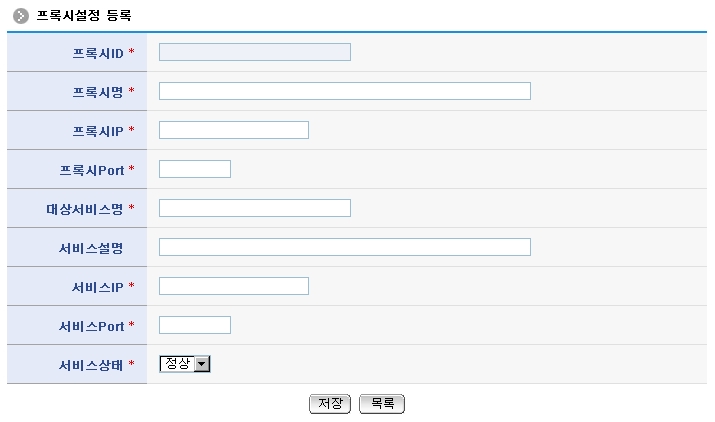 프록시설정 등록
프록시ID *
프록시명 *
프록시IP *
프록시Port *
대상서비스명 *
서비스설명
서비스IP *
서비스Port *
서비스상태 * 정상
저장 목록